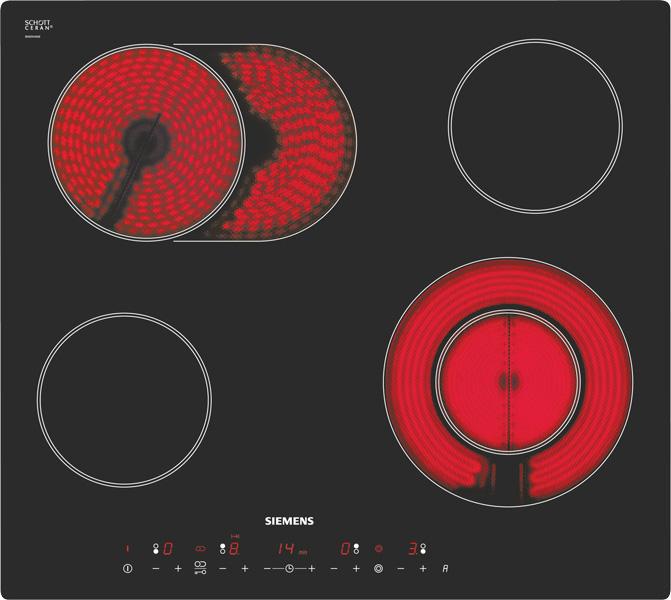 SCHOTT
CERAN®
SIEMENS
0 8. 14 min 0 3.
− + − + − + − + − + A